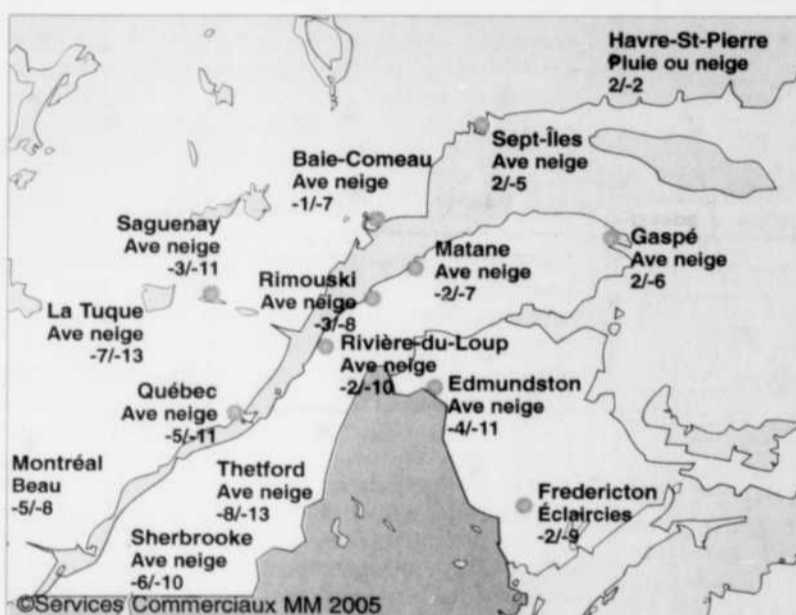 Havre-St-Pierre
Pluie ou neige
2/-2
Sept-Îles
Ave neige
2/-5
Baie-Comeau
Ave neige
-1/-7
Saguenay
Ave neige
-3/-11
Matane
Ave neige
-2/-7
Gaspé
Ave neige
2/-6
Rimouski
Ave neige
-3/-8
La Tuque
Ave neige
-7/-13
Rivière-du-Loup
Ave neige
-2/-10
Québec
Ave neige
-5/-11
Edmundston
Ave neige
-4/-11
Montréal
Beau
-5/-8
Thetford
Ave neige
-8/-13
Fredericton
Éclaircies
-2/-9
Sherbrooke
Ave neige
-6/-10
©Services Commerciaux MM 2005